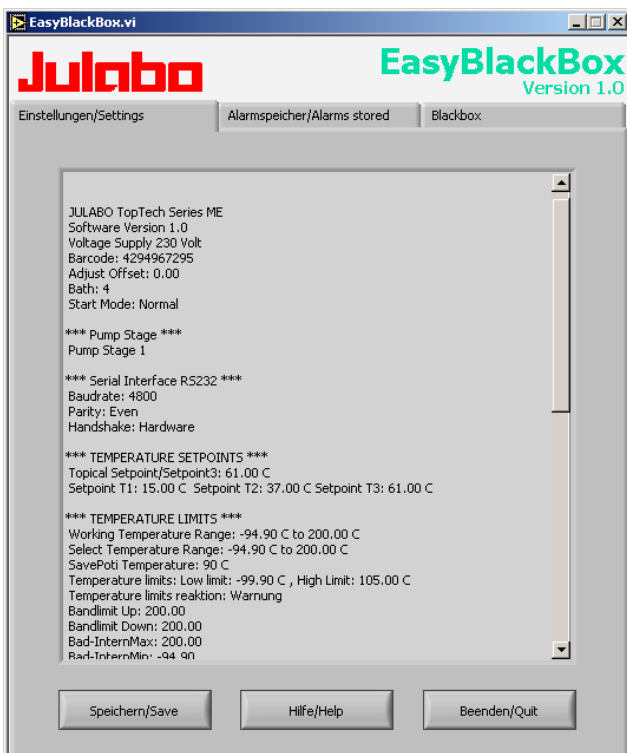 EasyBlackBox.vi
Julabo
EasyBlackBox
Version 1.0
Einstellungen/Settings
Alarmspeicher/Alarms stored
Blackbox
JULABO TopTech Series ME
Software Version 1.0
Voltage Supply 230 Volt
Barcode: 4294967295
Adjust Offset: 0.00
Bath: 4
Start Mode: Normal
*** Pump Stage ***
Pump Stage 1
*** Serial Interface RS232 ***
Baudrate: 4800
Parity: Even
Handshake: Hardware
*** TEMPERATURE SETPOINTS ***
Topical Setpoint/Setpoint3: 61.00 C
Setpoint T1: 15.00 C Setpoint T2: 37.00 C Setpoint T3: 61.00 C
*** TEMPERATURE LIMITS ***
Working Temperature Range: -94.90 C to 200.00 C
Select Temperature Range: -94.90 C to 200.00 C
SavePoti Temperature: 90 C
Temperature limits: Low limit: -99.90 C , High Limit: 105.00 C
Temperature limits reaktion: Warnung
Bandlimit Up: 200.00
Bandlimit Down: 200.00
Bad-InternMax: 200.00
Bad-InternMin: -94.90
Speichern/Save
Hilfe/Help
Beenden/Quit